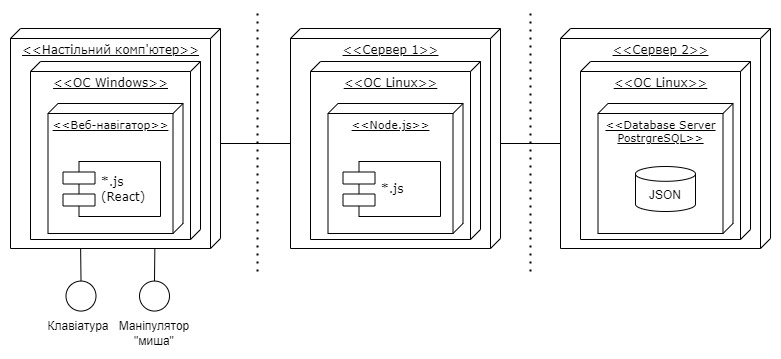 <<Настільний комп'ютер>>
<<ОС Windows>>
<<Веб-навігатор>>
*.js
(React)
Клавіатура
Маніпулятор
"миша"
<<Сервер 1>>
<<ОС Linux>>
<<Node.js>>
*.js
<<Сервер 2>>
<<ОС Linux>>
<<Database Server
PostrgreSQL>>
JSON